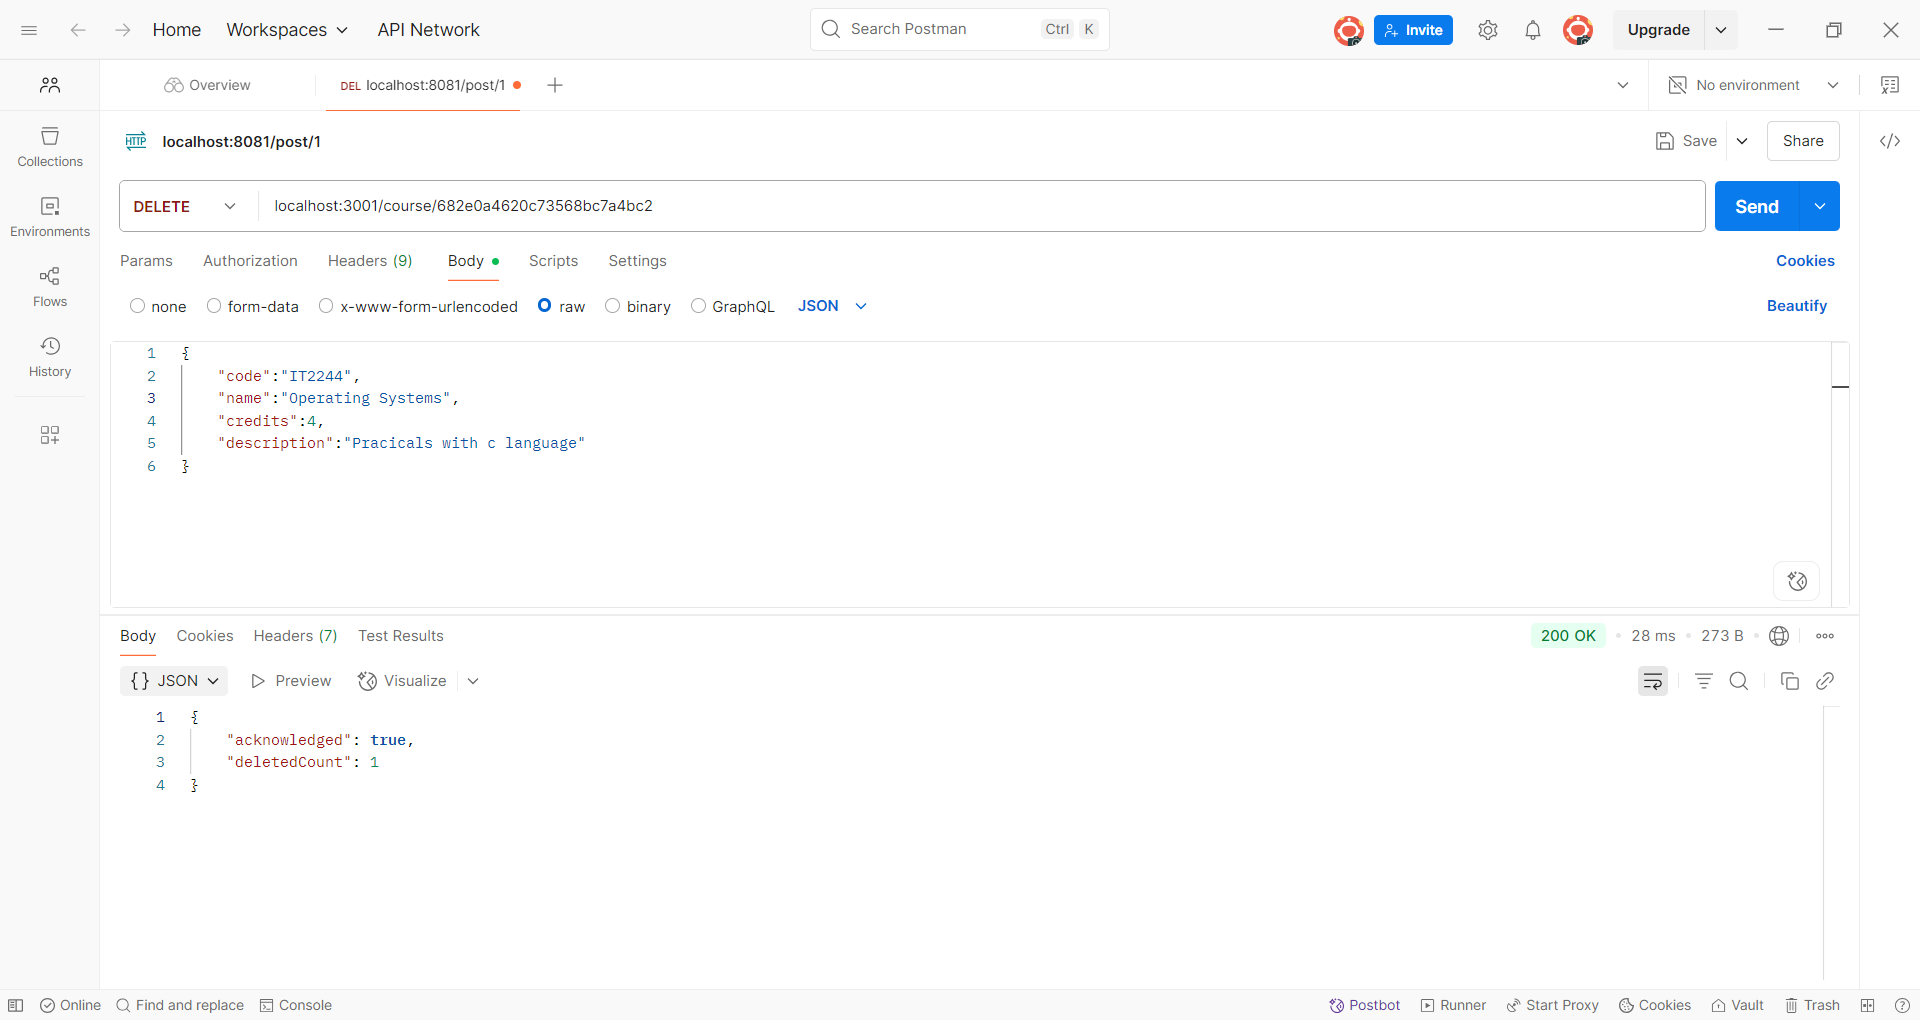 Home Workspaces API Network Search Postman Ctrl K Invite Upgrade
Overview DEL localhost:8081/post/1 No environment
HTTP localhost:8081/post/1 Save Share
DELETE localhost:3001/course/682e0a4620c73568bc7a4bc2 Send
Params Authorization Headers (9) Body Scripts Settings Cookies
none form-data x-www-form-urlencoded raw binary GraphQL JSON Beautify
Collections
Environments
Flows
History
1 {
2 "code":"IT2244",
3 "name":"Operating Systems",
4 "credits":4,
5 "description":"Pracicals with c language"
6 }
Body Cookies Headers (7) Test Results 200 OK 28 ms 273 B
{} JSON Preview Visualize
1 {
2 "acknowledged": true,
3 "deletedCount": 1
4 }
Online Find and replace Console Postbot Runner Start Proxy Cookies Vault Trash